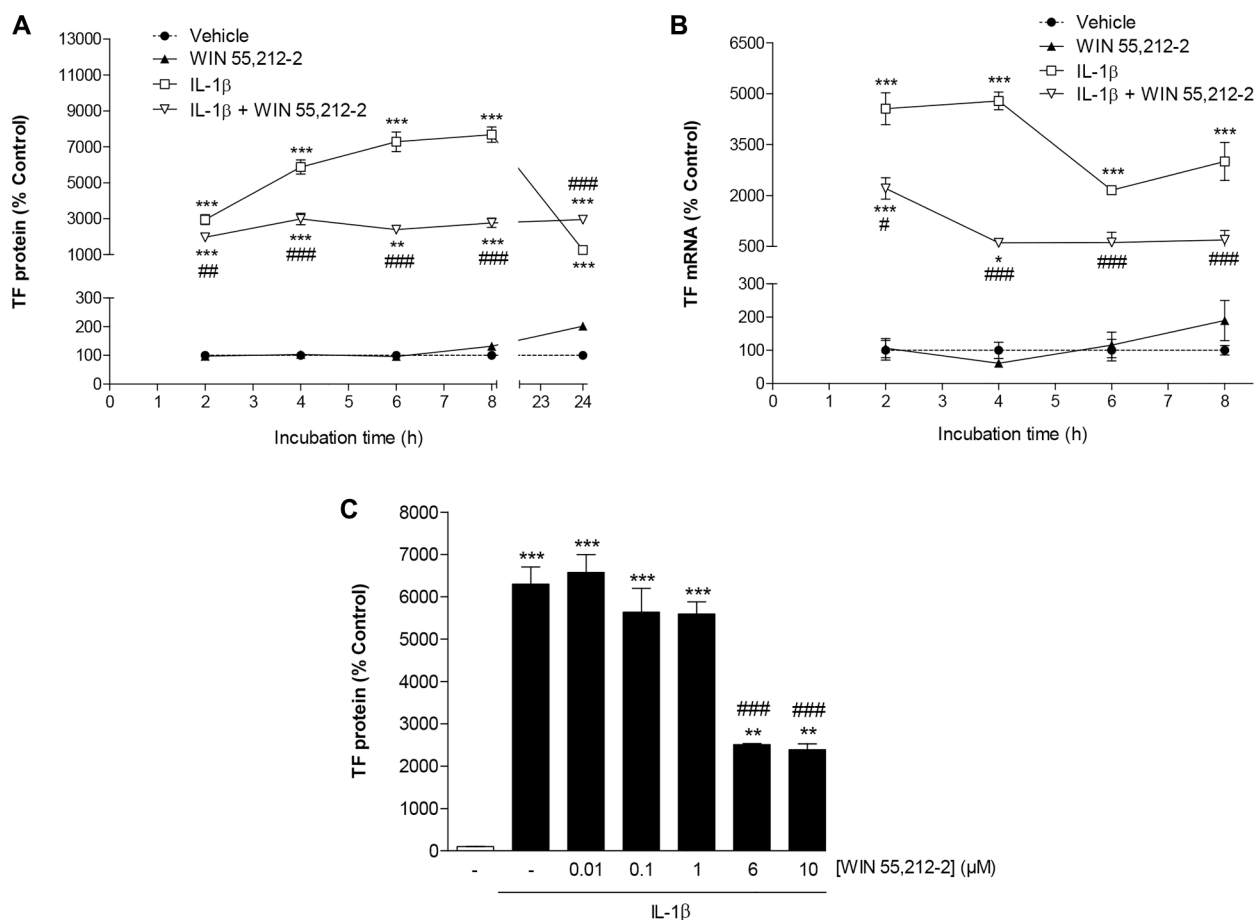 A
Vehicle
WIN 55,212-2
IL-1β
IL-1β + WIN 55,212-2
TF protein (% Control)
13000
11000
9000
7000
5000
3000
1000
300
200
100
0
*** *** *** *** ### ***
*** ## *** ### ** ### *** ### ***
0 1 2 3 4 5 6 7 8 23 24
Incubation time (h)
B
Vehicle
WIN 55,212-2
IL-1β
IL-1β + WIN 55,212-2
TF mRNA (% Control)
6500
5000
3500
2000
500
300
200
100
0
*** *** *** ***
*** # * ### ### ###
0 1 2 3 4 5 6 7 8
Incubation time (h)
C
TF protein (% Control)
8000
7000
6000
5000
4000
3000
2000
1000
0
*** *** *** *** ### ** ### **
- - 0.01 0.1 1 6 10 [WIN 55,212-2] (µM)
IL-1β